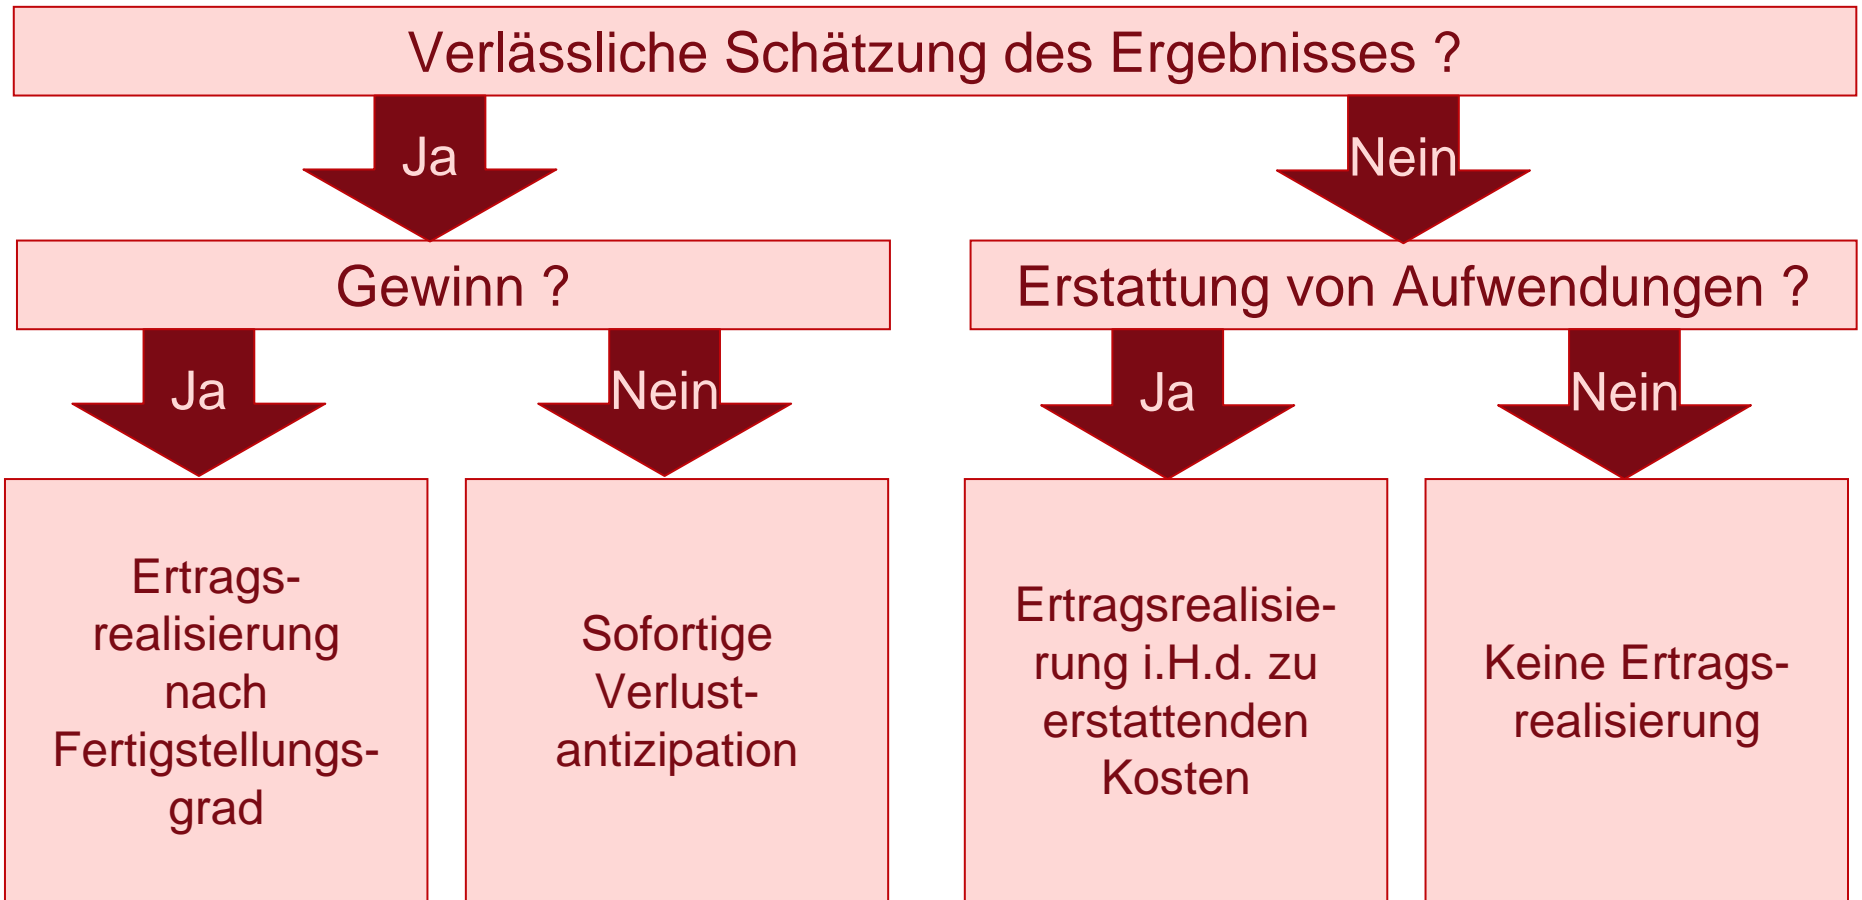 Verlässliche Schätzung des Ergebnisses ?
Ja
Nein
Gewinn ?
Erstattung von Aufwendungen ?
Ja
Nein
Ja
Nein
Ertrags-
realisierung
nach
Fertigstellungs-
grad
Sofortige
Verlust-
antizipation
Ertragsrealisie-
rung i.H.d. zu
erstattenden
Kosten
Keine Ertrags-
realisierung